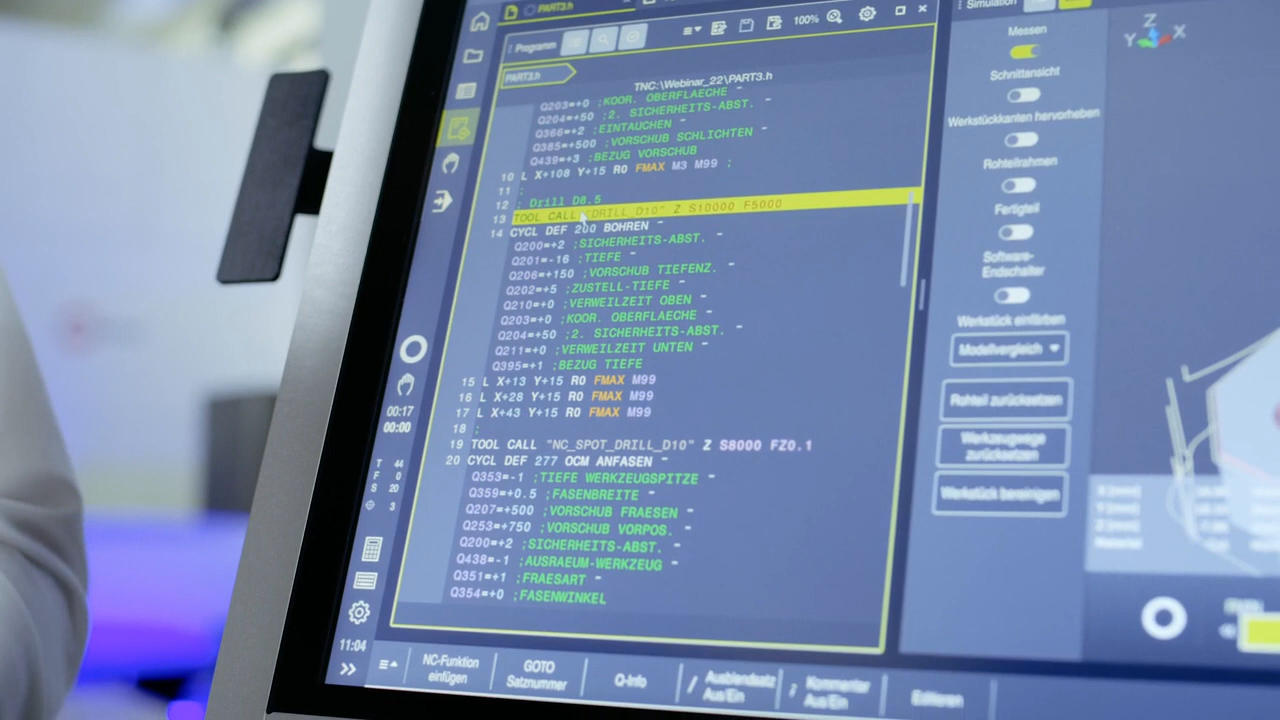 PART3.h
Programm
100%
PART3.h
TNC:\Webinar_22\PART3.h
Q203=+0 ;KOOR. OBERFLAECHE ~
Q204=+50 ;2. SICHERHEITS-ABST. ~
Q366=+2 ;EINTAUCHEN ~
Q385=+500 ;VORSCHUB SCHLICHTEN ~
Q439=+3 ;BEZUG VORSCHUB
10 L X+108 Y+15 R0 FMAX M3 M99 ;
11 ;
12 ; Drill D8.5
13 TOOL CALL "DRILL_D10" Z S10000 F5000
14 CYCL DEF 200 BOHREN ~
Q200=+2 ;SICHERHEITS-ABST. ~
Q201=-16 ;TIEFE ~
Q206=+150 ;VORSCHUB TIEFENZ. ~
Q202=+5 ;ZUSTELL-TIEFE ~
Q210=+0 ;VERWEILZEIT OBEN ~
Q203=+0 ;KOOR. OBERFLAECHE ~
Q204=+50 ;2. SICHERHEITS-ABST. ~
Q211=+0 ;VERWEILZEIT UNTEN ~
Q395=+1 ;BEZUG TIEFE
15 L X+13 Y+15 R0 FMAX M99
16 L X+28 Y+15 R0 FMAX M99
17 L X+43 Y+15 R0 FMAX M99
18 ;
19 TOOL CALL "NC_SPOT_DRILL_D10" Z S8000 FZ0.1
20 CYCL DEF 277 OCM ANFASEN ~
Q353=-1 ;TIEFE WERKZEUGSPITZE ~
Q359=+0.5 ;FASENBREITE ~
Q207=+500 ;VORSCHUB FRAESEN ~
Q253=+750 ;VORSCHUB VORPOS. ~
Q200=+2 ;SICHERHEITS-ABST. ~
Q438=-1 ;AUSRAEUM-WERKZEUG ~
Q351=+1 ;FRAESART ~
Q354=+0 ;FASENWINKEL
00:17
00:00
T 44
F 0
S 20
3
11:04
NC-Funktion
einfügen
GOTO
Satznummer
Q-Info
Ausblendsatz
Aus/Ein
Kommentar
Aus/Ein
Editieren
Simulation
Messen
Schnittansicht
Werkstückkanten hervorheben
Rohteilrahmen
Fertigteil
Software-
Endschalter
Werkstück einfärben
Modellvergleich
Rohteil zurücksetzen
Werkzeugwege
zurücksetzen
Werkstück bereinigen
Z
Y X